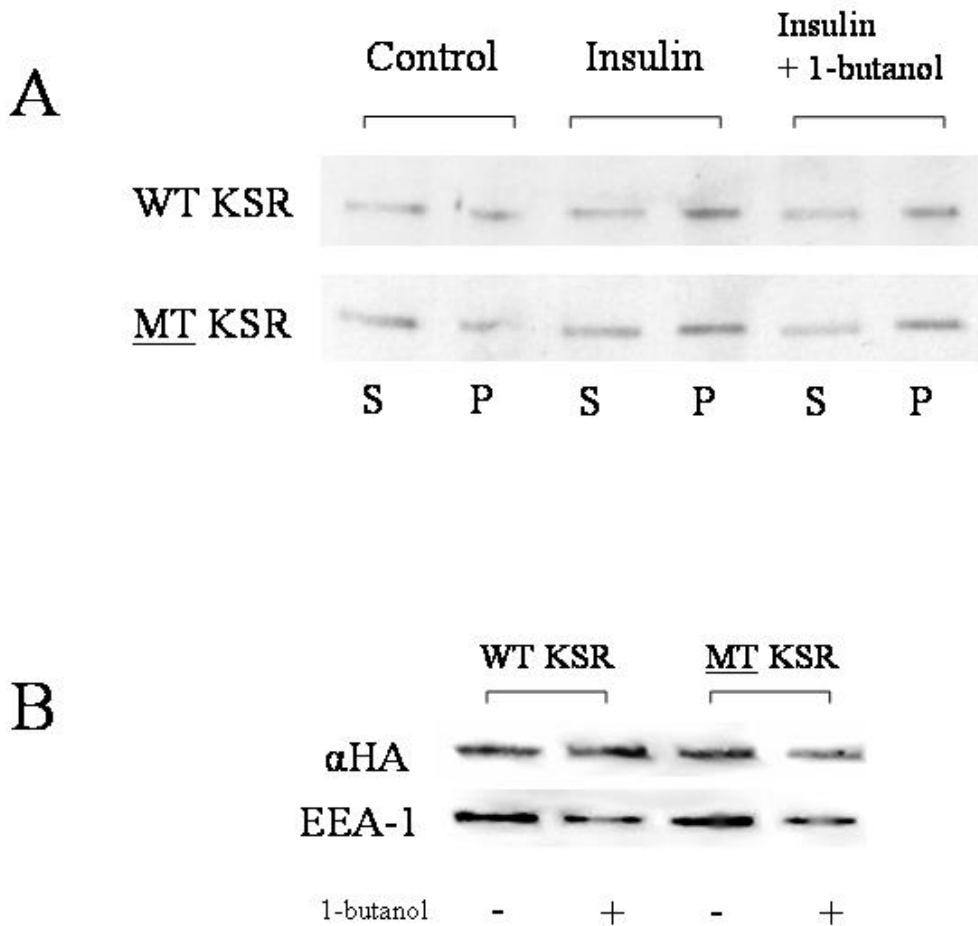 A
Control
Insulin
Insulin
+ 1-butanol
WT KSR
MT KSR
S P S P S P
B
WT KSR
MT KSR
αHA
EEA-1
1-butanol - + - +